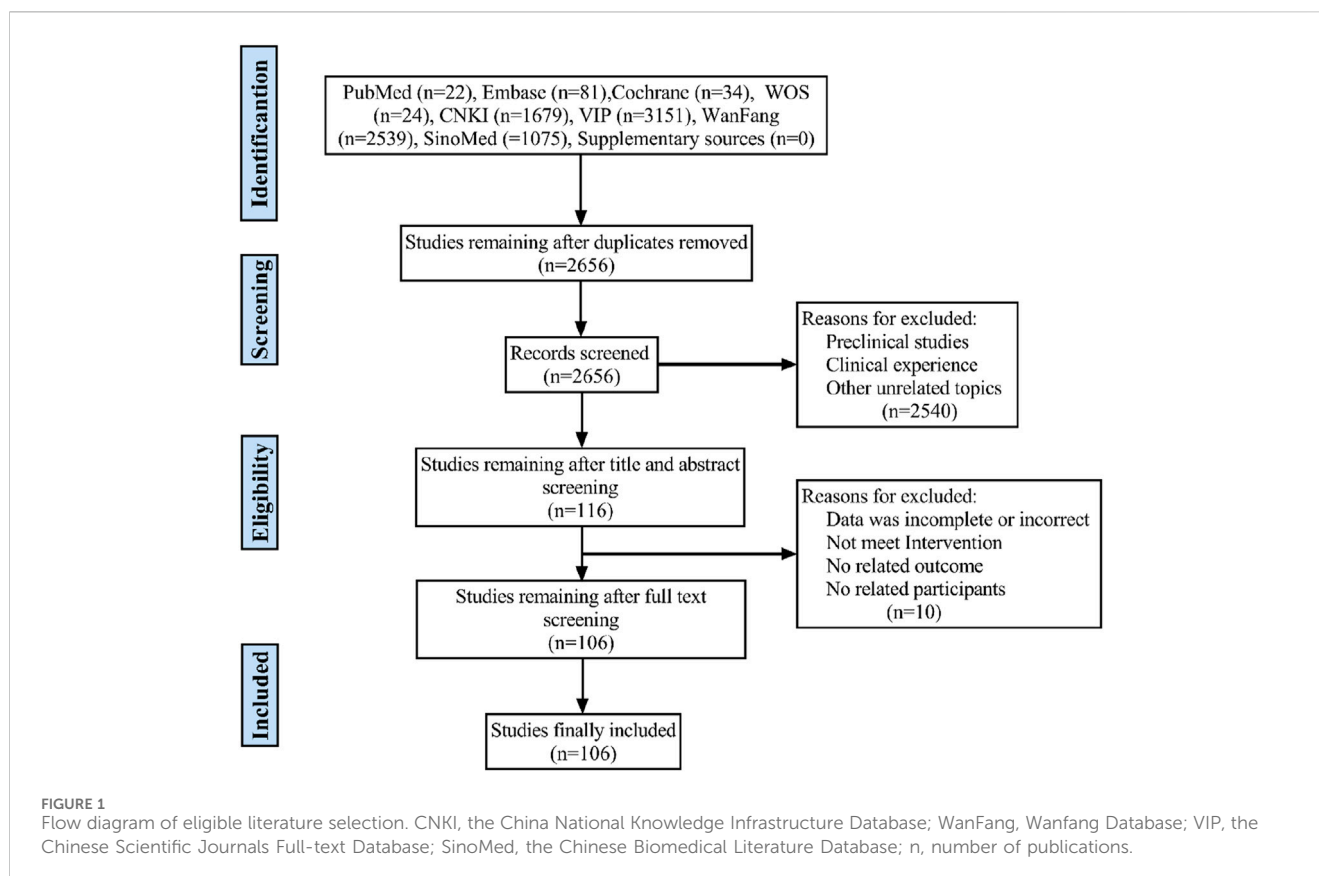 Identificantion
PubMed (n=22), Embase (n=81),Cochrane (n=34), WOS
(n=24), CNKI (n=1679), VIP (n=3151), WanFang
(n=2539), SinoMed (=1075), Supplementary sources (n=0)
Screening
Studies remaining after duplicates removed
(n=2656)
Records screened
(n=2656)
Reasons for excluded:
Preclinical studies
Clinical experience
Other unrelated topics
(n=2540)
Eligibility
Studies remaining after title and abstract
screening
(n=116)
Reasons for excluded:
Data was incomplete or incorrect
Not meet Intervention
No related outcome
No related participants
(n=10)
Studies remaining after full text
screening
(n=106)
Included
Studies finally included
(n=106)
FIGURE 1
Flow diagram of eligible literature selection. CNKI, the China National Knowledge Infrastructure Database; WanFang, Wanfang Database; VIP, the
Chinese Scientific Journals Full-text Database; SinoMed, the Chinese Biomedical Literature Database; n, number of publications.